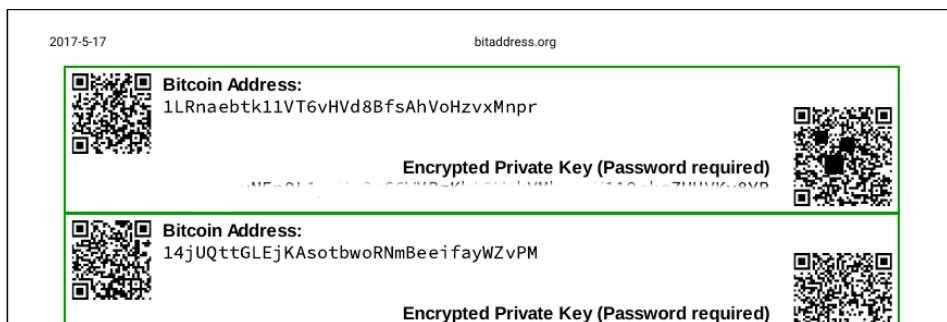 2017-5-17 bitaddress.org
Bitcoin Address:
1LRnaebtk11VT6vHVd8BfsAhVoHzvxMnpr
Encrypted Private Key (Password required)
Bitcoin Address:
14jUQttGLEjKAsotbwoRNmBeeifayWZvPM
Encrypted Private Key (Password required)